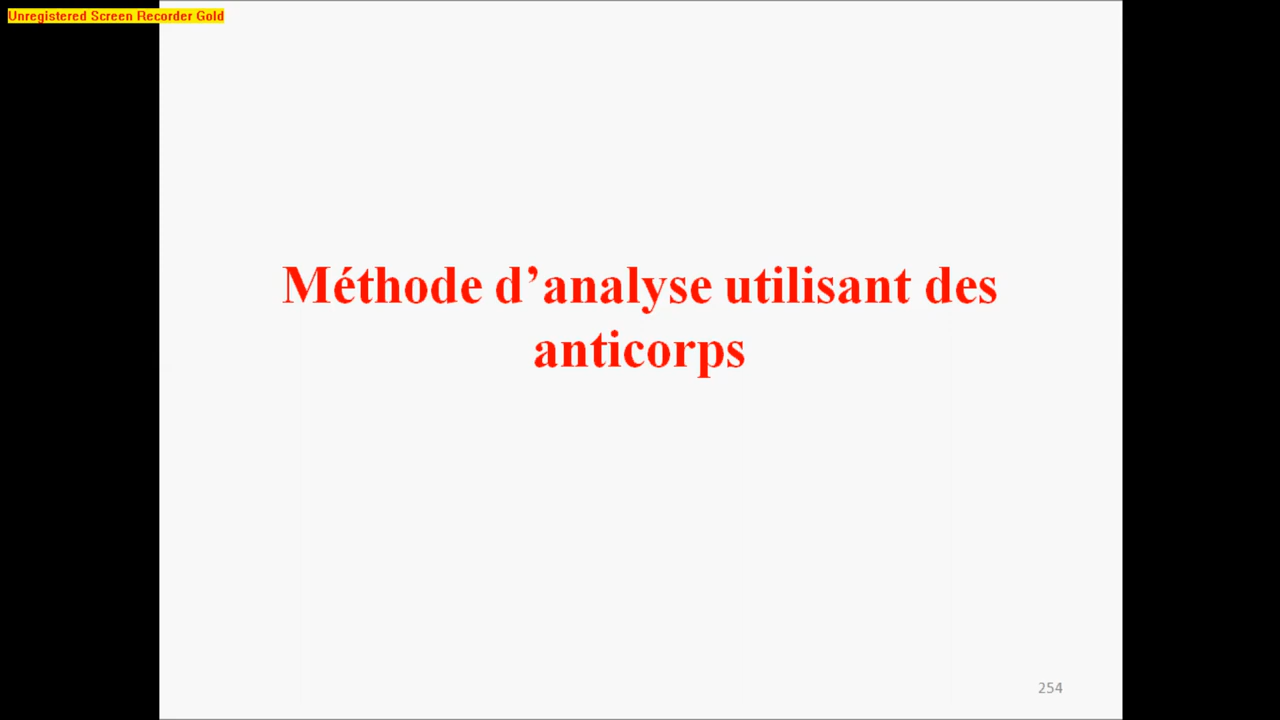 Unregistered Screen Recorder Gold
Méthode d’analyse utilisant des
anticorps
254